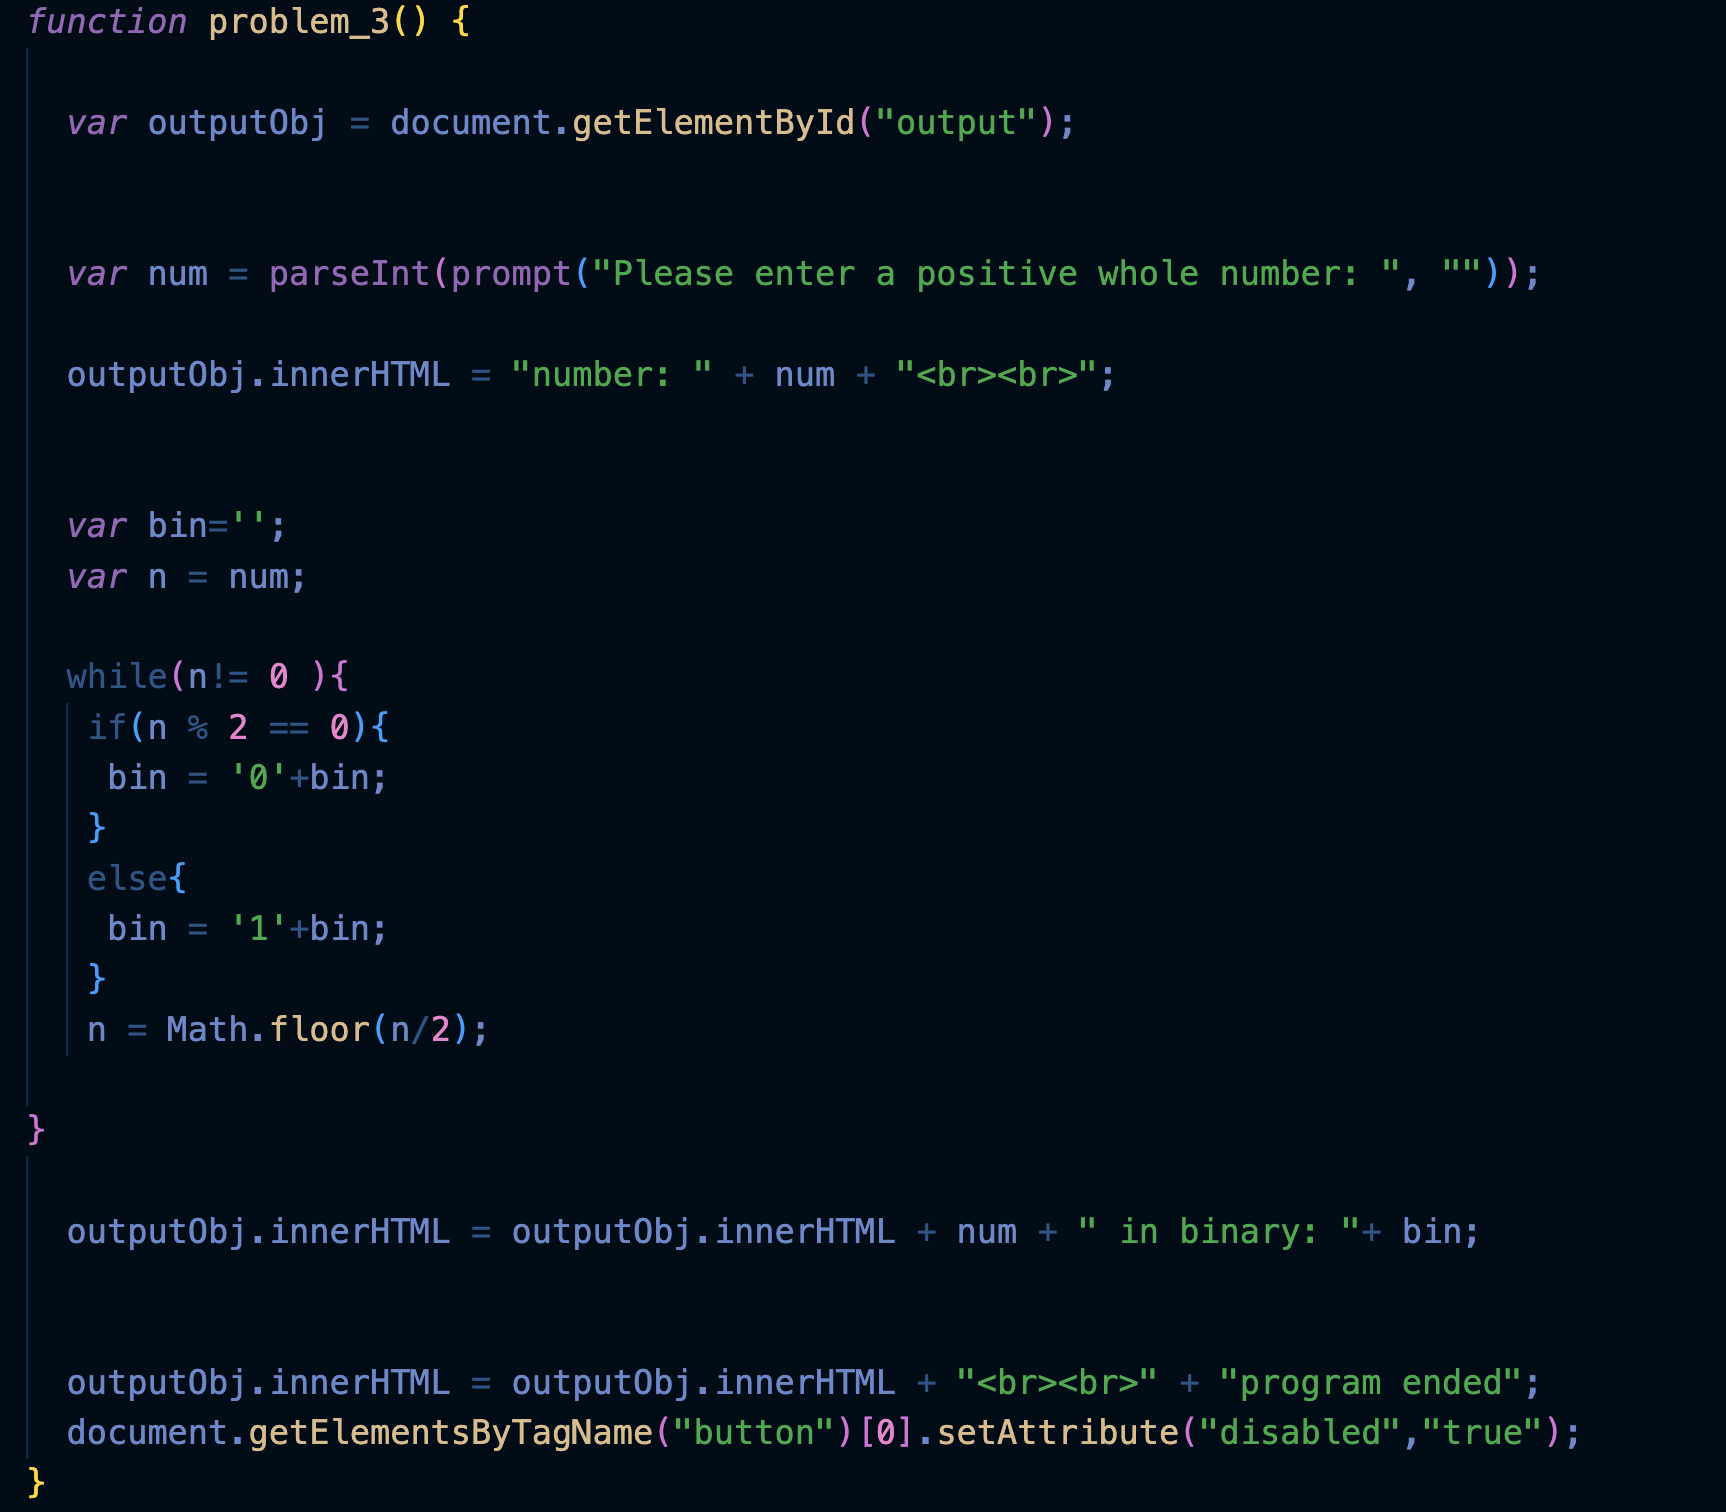 function problem_3() {
var outputObj = document.getElementById("output");
var num = parseInt(prompt("Please enter a positive whole number: ", ""));
outputObj.innerHTML = "number: " + num + "<br><br>";
var bin='';
var n = num;
while(n!= 0 ){
if(n % 2 == 0){
bin = '0'+bin;
}
else{
bin = '1'+bin;
}
n = Math.floor(n/2);
}
outputObj.innerHTML = outputObj.innerHTML + num + " in binary: "+ bin;
outputObj.innerHTML = outputObj.innerHTML + "<br><br>" + "program ended";
document.getElementsByTagName("button")[0].setAttribute("disabled","true");
}